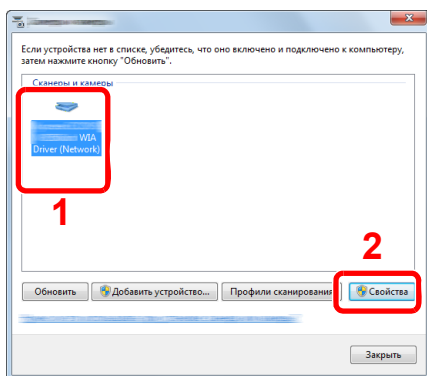 Если устройства нет в списке, убедитесь, что оно включено и подключено к компьютеру,
затем нажмите кнопку "Обновить".
Сканеры и камеры
WIA
Driver (Network)
1
2
Обновить
Добавить устройство...
Профили сканирования
Свойства
Закрыть